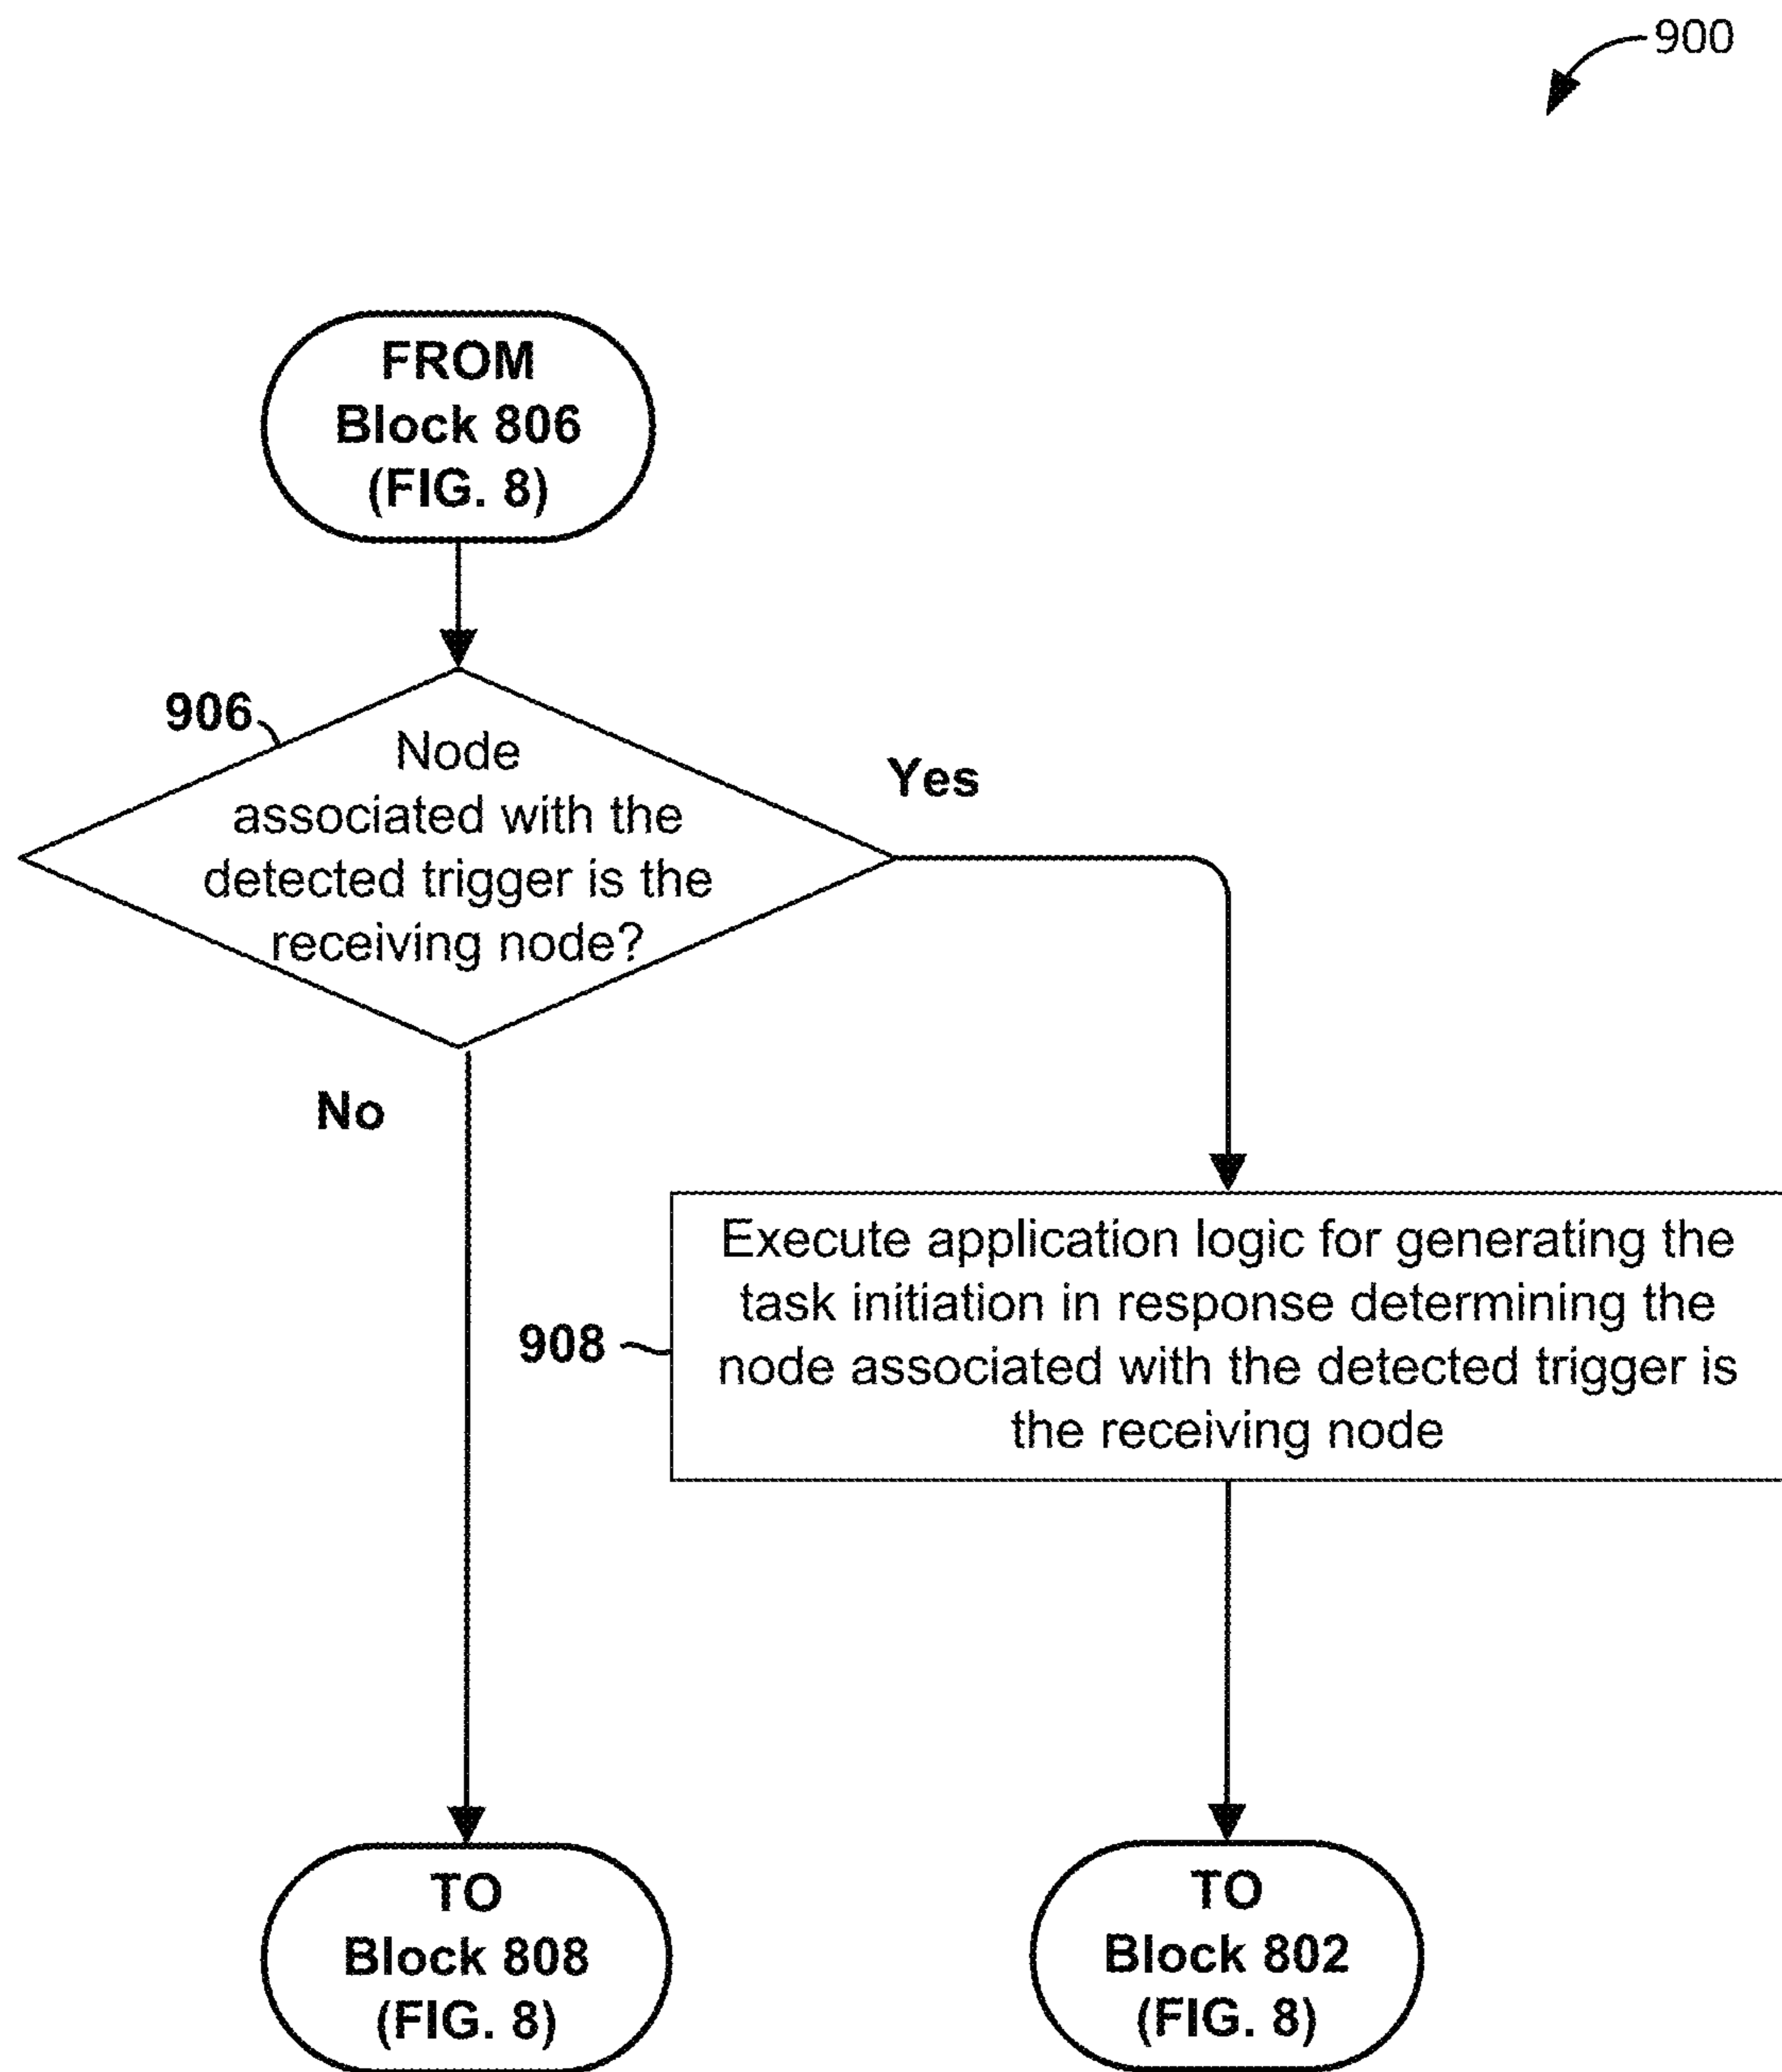 900
FROM
Block 806
(FIG. 8)
906
Node
associated with the
detected trigger is the
receiving node?
Yes
No
Execute application logic for generating the
task initiation in response determining the
node associated with the detected trigger is
the receiving node
908
TO
Block 808
(FIG. 8)
TO
Block 802
(FIG. 8)